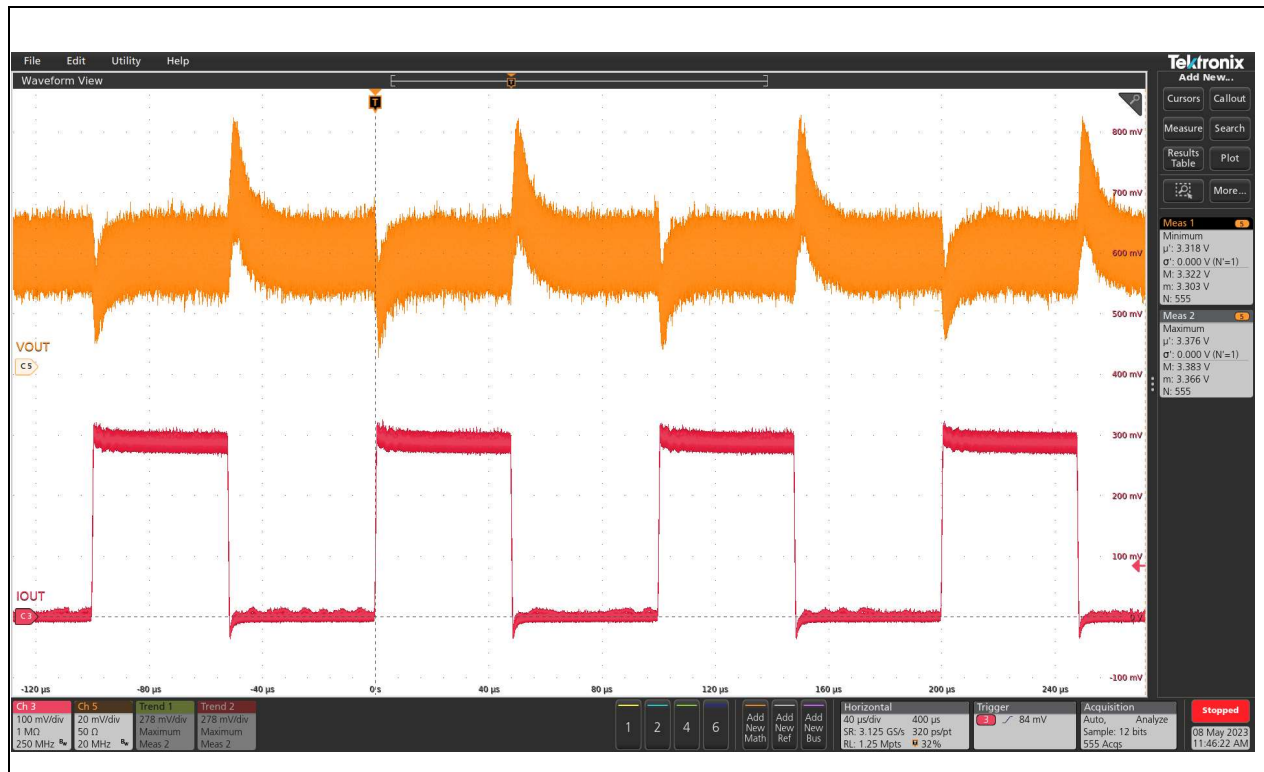 File Edit Utility Help
Tektronix
Waveform View
Add New...
Cursors Callout
Measure Search
Results Table Plot
More...
T
T
800 mV
700 mV
600 mV
500 mV
400 mV
300 mV
200 mV
100 mV
-100 mV
VOUT
C 5
IOUT
C 3
-120 µs -80 µs -40 µs 0 s 40 µs 80 µs 120 µs 160 µs 200 µs 240 µs
Meas 1 5
Minimum
µ': 3.318 V
σ': 0.000 V (N'=1)
M: 3.322 V
m: 3.303 V
N: 555
Meas 2 5
Maximum
µ': 3.376 V
σ': 0.000 V (N'=1)
M: 3.383 V
m: 3.366 V
N: 555
Ch 3
100 mV/div
1 MΩ
250 MHz Bw
Ch 5
20 mV/div
50 Ω
20 MHz Bw
Trend 1
278 mV/div
Maximum
Meas 2
Trend 2
278 mV/div
Maximum
Meas 2
1 2 4 6
Add New Math
Add New Ref
Add New Bus
Horizontal
40 µs/div 400 µs
SR: 3.125 GS/s 320 ps/pt
RL: 1.25 Mpts 32%
Trigger
3 84 mV
Acquisition
Auto, Analyze
Sample: 12 bits
555 Acqs
Stopped
08 May 2023
11:46:22 AM